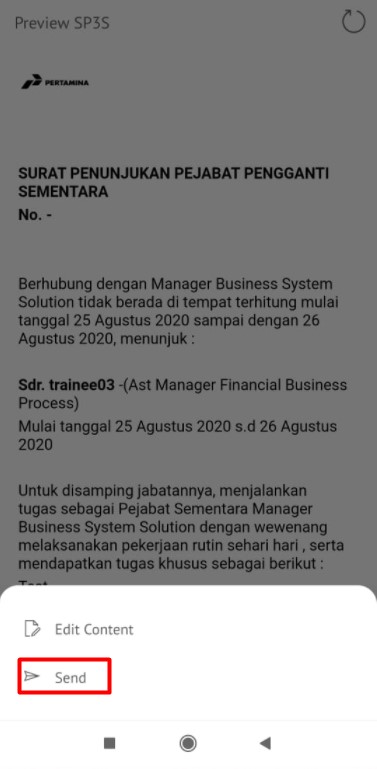 Preview SP3S
PERTAMINA
SURAT PENUNJUKAN PEJABAT PENGGANTI
SEMENTARA
No. -
Berhubung dengan Manager Business System
Solution tidak berada di tempat terhitung mulai
tanggal 25 Agustus 2020 sampai dengan 26
Agustus 2020, menunjuk :
Sdr. trainee03 -(Ast Manager Financial Business
Process)
Mulai tanggal 25 Agustus 2020 s.d 26 Agustus
2020
Untuk disamping jabatannya, menjalankan
tugas sebagai Pejabat Sementara Manager
Business System Solution dengan wewenang
melaksanakan pekerjaan rutin sehari hari , serta
mendapatkan tugas khusus sebagai berikut :
Edit Content
Send